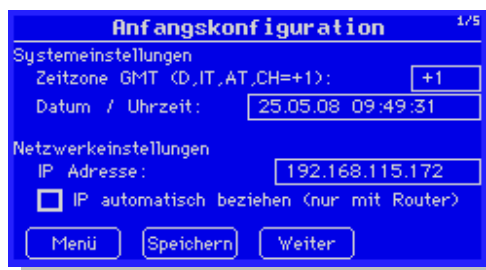 Anfangskonfiguration 1/5
Systemeinstellungen
Zeitzone GMT (D,IT,AT,CH=+1): +1
Datum / Uhrzeit: 25.05.08 09:49:31
Netzwerkeinstellungen
IP Adresse: 192.168.115.172
IP automatisch beziehen (nur mit Router)
Menü Speichern Weiter